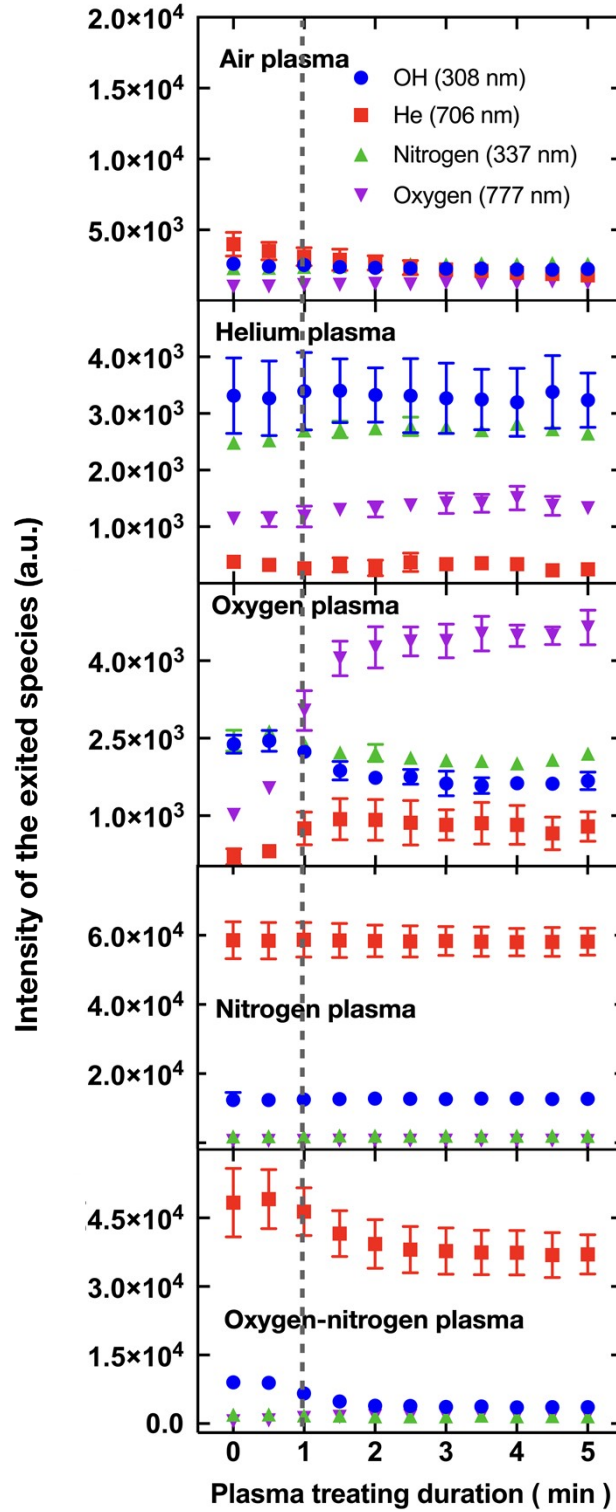 Intensity of the exited species (a.u.)
2.0×10⁴
1.5×10⁴
1.0×10⁴
5.0×10³
Air plasma
OH (308 nm)
He (706 nm)
Nitrogen (337 nm)
Oxygen (777 nm)
Helium plasma
4.0×10³
3.0×10³
2.0×10³
1.0×10³
Oxygen plasma
4.0×10³
2.5×10³
1.0×10³
6.0×10⁴
4.0×10⁴
Nitrogen plasma
2.0×10⁴
4.5×10⁴
3.0×10⁴
Oxygen-nitrogen plasma
1.5×10⁴
0.0
0 1 2 3 4 5
Plasma treating duration ( min )